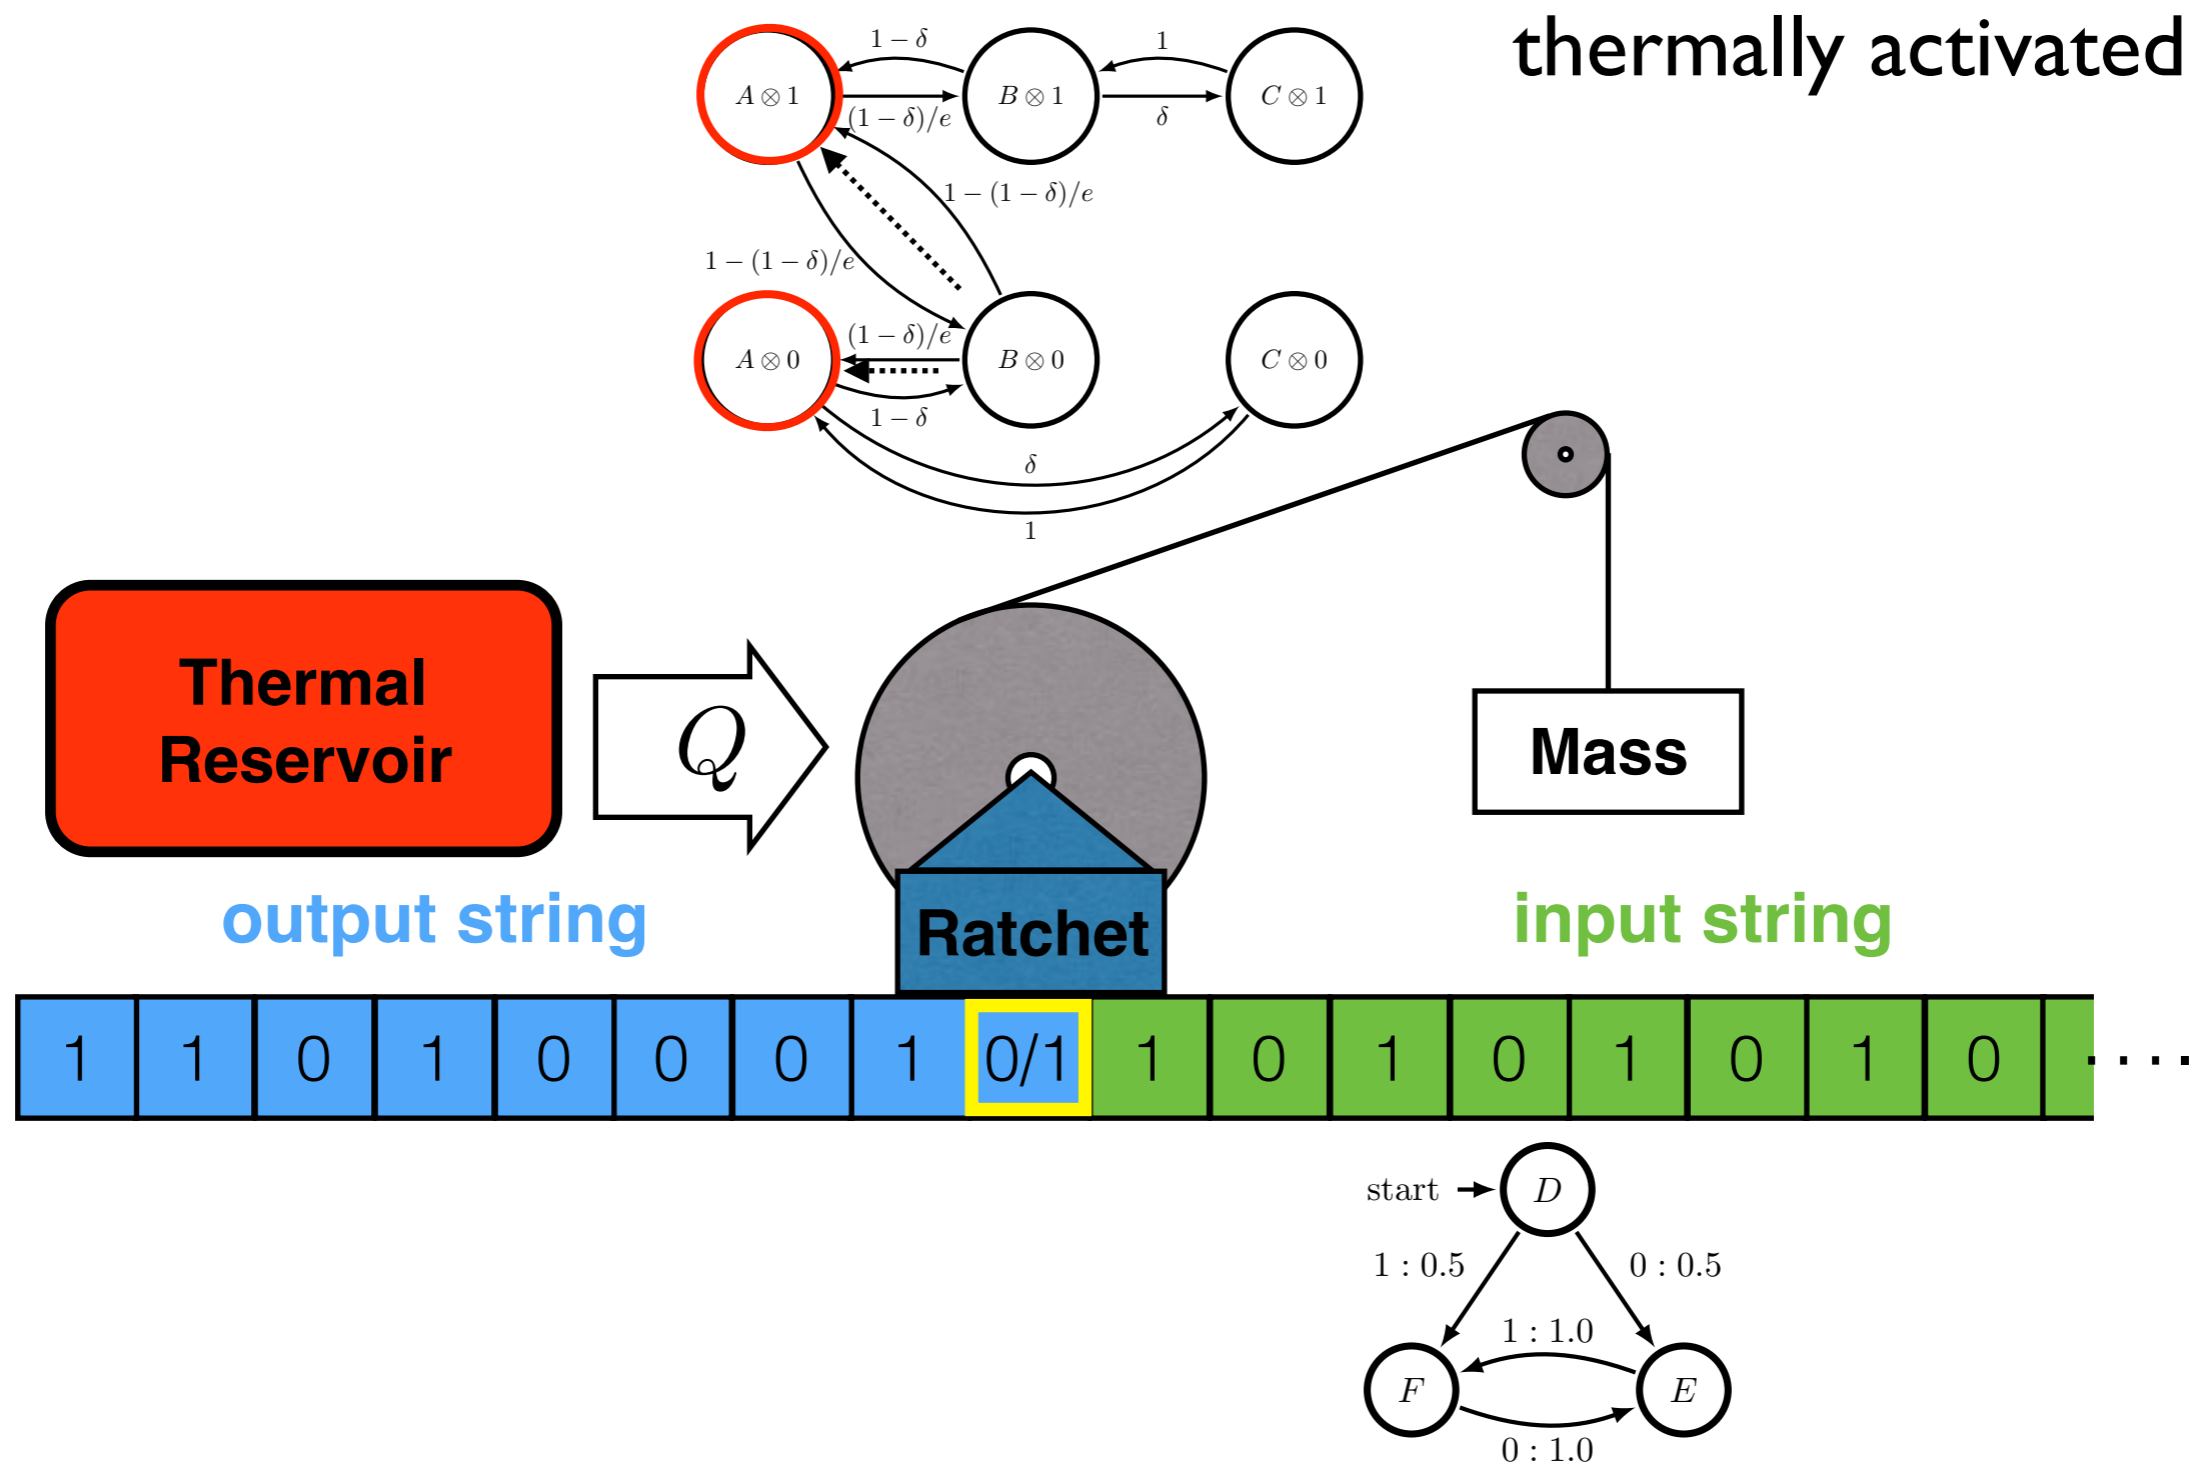 thermally activated
1 − δ
1
A ⊗ 1
B ⊗ 1
C ⊗ 1
(1 − δ)/e
δ
1 − (1 − δ)/e
1 − (1 − δ)/e
(1 − δ)/e
A ⊗ 0
B ⊗ 0
C ⊗ 0
1 − δ
δ
1
Thermal
Reservoir
Q
Mass
output string
Ratchet
input string
1 1 0 1 0 0 0 1 0/1 1 0 1 0 1 0 1 0 ....
start
D
1 : 0.5
0 : 0.5
1 : 1.0
F
E
0 : 1.0